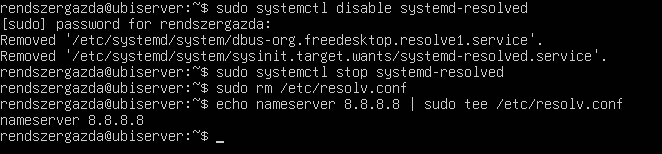 rendszergazda@ubiserver:~$ sudo systemctl disable systemd-resolved
[sudo] password for rendszergazda:
Removed '/etc/systemd/system/dbus-org.freedesktop.resolve1.service'.
Removed '/etc/systemd/system/sysinit.target.wants/systemd-resolved.service'.
rendszergazda@ubiserver:~$ sudo systemctl stop systemd-resolved
rendszergazda@ubiserver:~$ sudo rm /etc/resolv.conf
rendszergazda@ubiserver:~$ echo nameserver 8.8.8.8 | sudo tee /etc/resolv.conf
nameserver 8.8.8.8
rendszergazda@ubiserver:~$ _